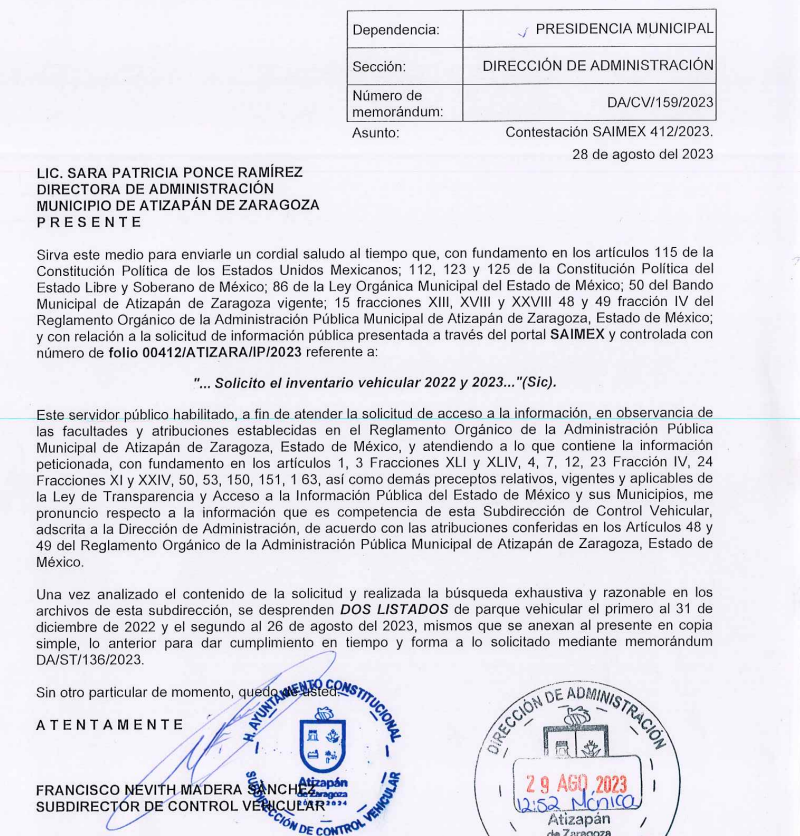 Dependencia: PRESIDENCIA MUNICIPAL
Sección: DIRECCIÓN DE ADMINISTRACIÓN
Número de
memorándum: DA/CV/159/2023
Asunto: Contestación SAIMEX 412/2023.
28 de agosto del 2023
LIC. SARA PATRICIA PONCE RAMÍREZ
DIRECTORA DE ADMINISTRACIÓN
MUNICIPIO DE ATIZAPÁN DE ZARAGOZA
P R E S E N T E
Sirva este medio para enviarle un cordial saludo al tiempo que, con fundamento en los artículos 115 de la
Constitución Política de los Estados Unidos Mexicanos; 112, 123 y 125 de la Constitución Política del
Estado Libre y Soberano de México; 86 de la Ley Orgánica Municipal del Estado de México; 50 del Bando
Municipal de Atizapán de Zaragoza vigente; 15 fracciones XIII, XVIII y XXVIII 48 y 49 fracción IV del
Reglamento Orgánico de la Administración Pública Municipal de Atizapán de Zaragoza, Estado de México;
y con relación a la solicitud de información pública presentada a través del portal SAIMEX y controlada con
número de folio 00412/ATIZARA/IP/2023 referente a:
"... Solicito el inventario vehicular 2022 y 2023..."(Sic).
Este servidor público habilitado, a fin de atender la solicitud de acceso a la información, en observancia de
las facultades y atribuciones establecidas en el Reglamento Orgánico de la Administración Pública
Municipal de Atizapán de Zaragoza, Estado de México, y atendiendo a lo que contiene la información
peticionada, con fundamento en los artículos 1, 3 Fracciones XLI y XLIV, 4, 7, 12, 23 Fracción IV, 24
Fracciones XI y XXIV, 50, 53, 150, 151, 1 63, así como demás preceptos relativos, vigentes y aplicables de
la Ley de Transparencia y Acceso a la Información Pública del Estado de México y sus Municipios, me
pronuncio respecto a la información que es competencia de esta Subdirección de Control Vehicular,
adscrita a la Dirección de Administración, de acuerdo con las atribuciones conferidas en los Artículos 48 y
49 del Reglamento Orgánico de la Administración Pública Municipal de Atizapán de Zaragoza, Estado de
México.
Una vez analizado el contenido de la solicitud y realizada la búsqueda exhaustiva y razonable en los
archivos de esta subdirección, se desprenden DOS LISTADOS de parque vehicular el primero al 31 de
diciembre de 2022 y el segundo al 26 de agosto del 2023, mismos que se anexan al presente en copia
simple, lo anterior para dar cumplimiento en tiempo y forma a lo solicitado mediante memorándum
DA/ST/136/2023.
Sin otro particular de momento, quedo de usted.
A T E N T A M E N T E
H. AYUNTAMIENTO CONSTITUCIONAL
Atizapán
2022-2024
SUBDIRECCIÓN DE CONTROL VEHICULAR
FRANCISCO NEVITH MADERA SÁNCHEZ
SUBDIRECTOR DE CONTROL VEHICULAR
DIRECCIÓN DE ADMINISTRACIÓN
29 AGO 2023
12:52 Mónica
Atizapán
de Zaragoza